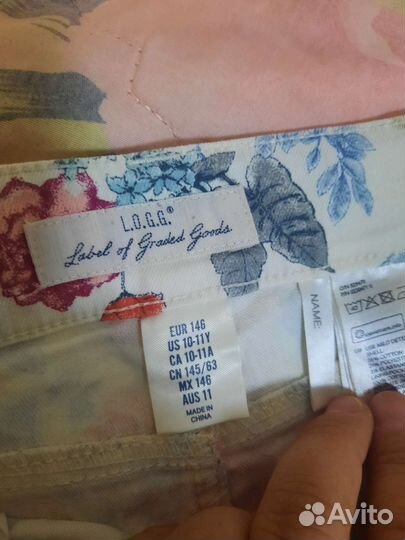 L.O.G.G.®
Label of Graded Goods
EUR 146
US 10-11Y
CA 10-11A
CN 145/63
MX 146
AUS 11
MADE IN
CHINA
NAME:
SHELL
Avito